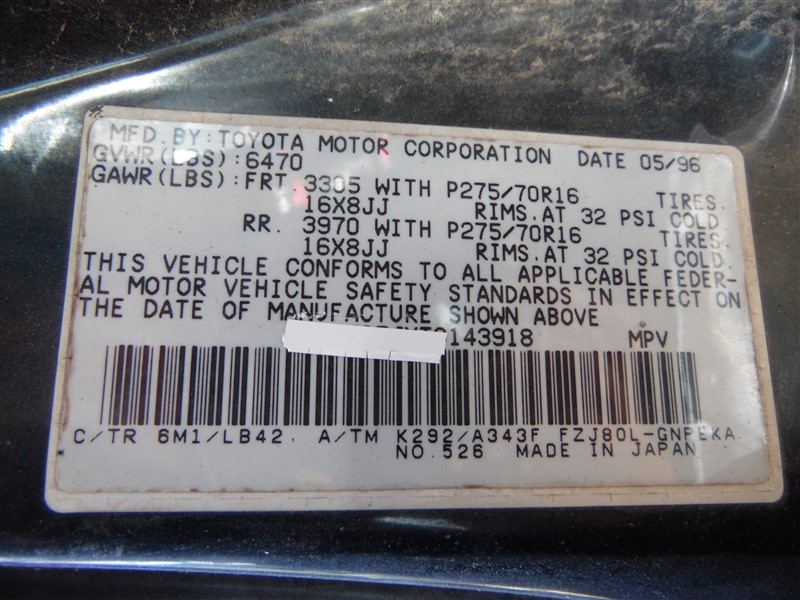 MFD. BY: TOYOTA MOTOR CORPORATION DATE 05/96
GVWR(LBS):6470
GAWR(LBS):FRT. 3305 WITH P275/70R16 TIRES.
16X8JJ RIMS.AT 32 PSI COLD.
RR. 3970 WITH P275/70R16 TIRES.
16X8JJ RIMS.AT 32 PSI COLD.
THIS VEHICLE CONFORMS TO ALL APPLICABLE FEDER-
AL MOTOR VEHICLE SAFETY STANDARDS IN EFFECT ON
THE DATE OF MANUFACTURE SHOWN ABOVE
143918 MPV
C/TR 6M1/LB42. A/TM K292/A343F FZJ80L-GNPEKA
NO.526 MADE IN JAPAN